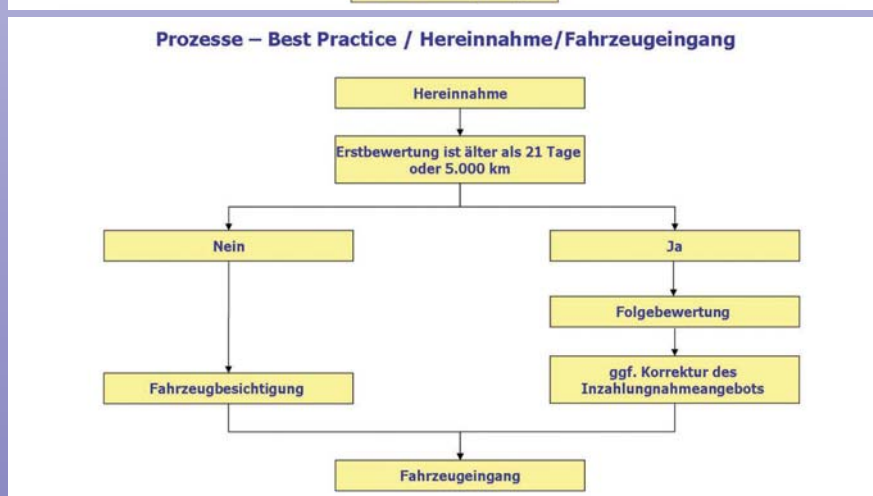 Prozesse – Best Practice / Hereinnahme/Fahrzeugeingang
Hereinnahme
Erstbewertung ist älter als 21 Tage
oder 5.000 km
Nein
Ja
Folgebewertung
Fahrzeugbesichtigung
ggf. Korrektur des
Inzahlungnahmeangebots
Fahrzeugeingang